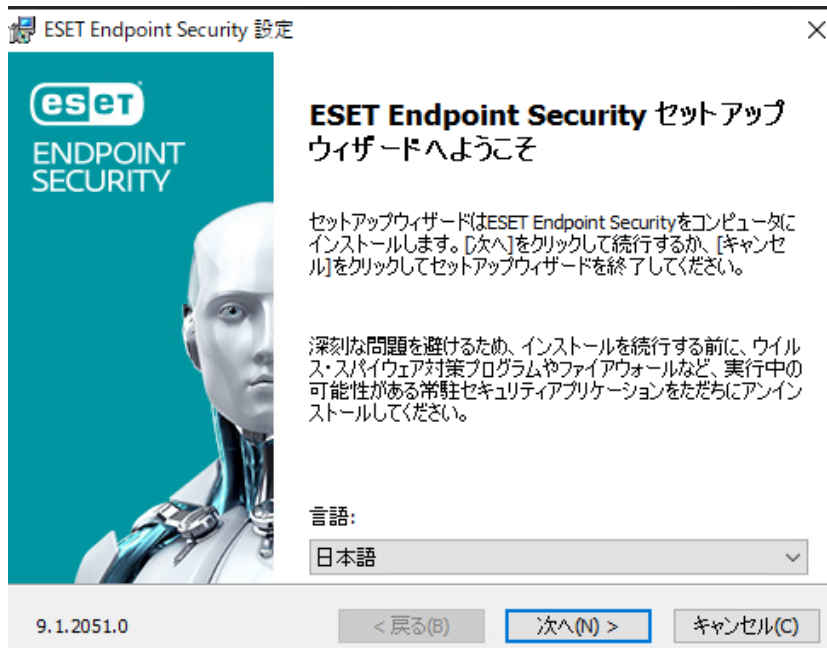 ESET Endpoint Security 設定
eset
ENDPOINT
SECURITY
ESET Endpoint Security セットアップ
ウィザードへようこそ
セットアップウィザードはESET Endpoint Securityをコンピュータに
インストールします。[次へ]をクリックして続行するか、[キャンセ
ル]をクリックしてセットアップウィザードを終了してください。
深刻な問題を避けるため、インストールを続行する前に、ウイル
ス・スパイウェア対策プログラムやファイアウォールなど、実行中の
可能性がある常駐セキュリティアプリケーションをただちにアンイン
ストールしてください。
言語:
日本語
9.1.2051.0
< 戻る(B)
次へ(N) >
キャンセル(C)